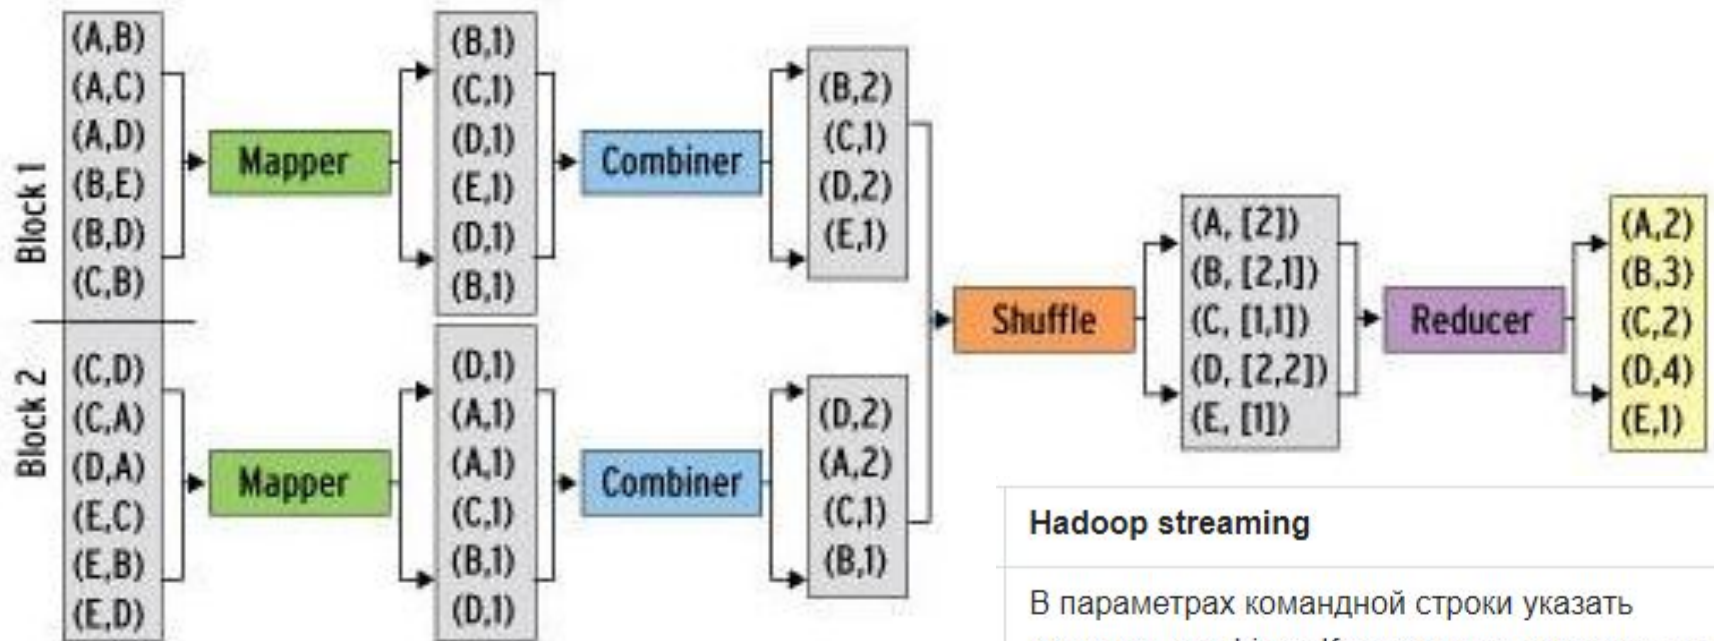 Block 1
(A,B)
(A,C)
(A,D)
(B,E)
(B,D)
(C,B)
Mapper
(B,1)
(C,1)
(D,1)
(E,1)
(D,1)
(B,1)
Combiner
(B,2)
(C,1)
(D,2)
(E,1)
Block 2
(C,D)
(C,A)
(D,A)
(E,C)
(E,B)
(E,D)
Mapper
(D,1)
(A,1)
(A,1)
(C,1)
(B,1)
(D,1)
Combiner
(D,2)
(A,2)
(C,1)
(B,1)
Shuffle
(A, [2])
(B, [2,1])
(C, [1,1])
(D, [2,2])
(E, [1])
Reducer
(A,2)
(B,3)
(C,2)
(D,4)
(E,1)
Hadoop streaming
В параметрах командной строки указать